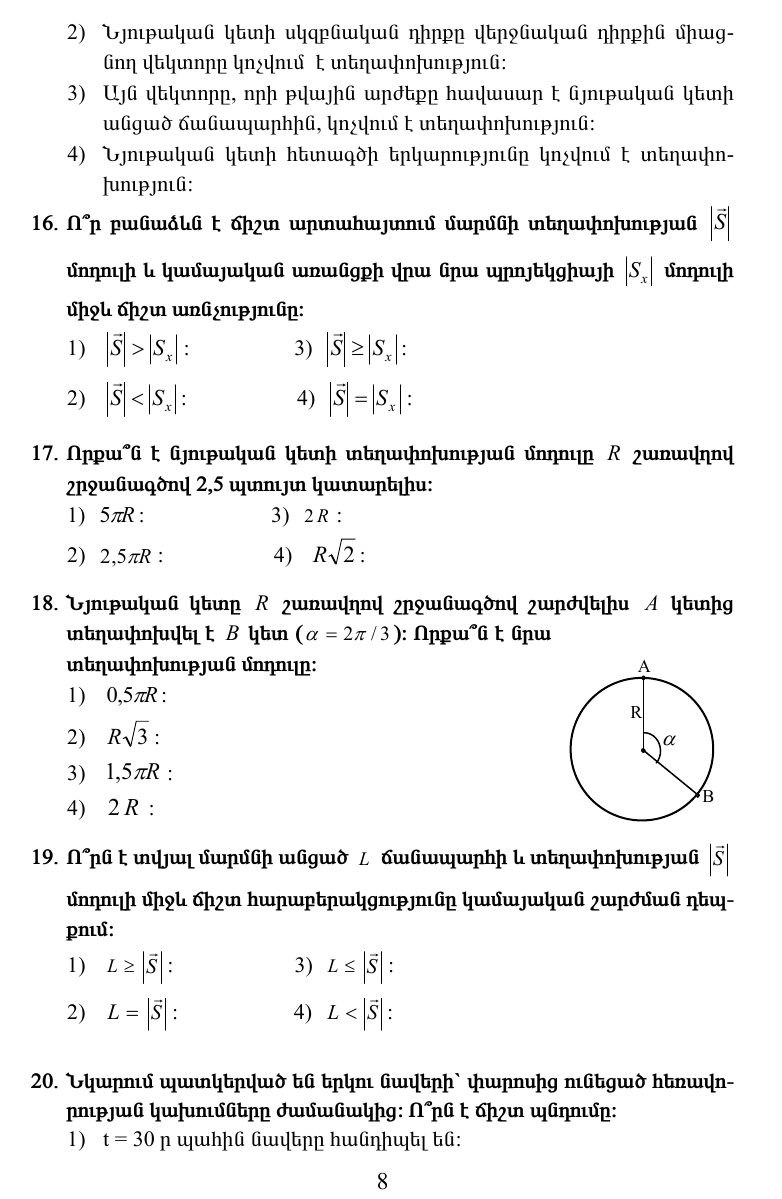 2) Նյութական կետի սկզբնական դիրքը վերջնական դիրքին միաց-
նող վեկտորը կոչվում է տեղափոխություն:
3) Այն վեկտորը, որի թվային արժեքը հավասար է նյութական կետի
անցած ճանապարհին, կոչվում է տեղափոխություն:
4) Նյութական կետի հետագծի երկարությունը կոչվում է տեղափո-
խություն:
16. Ո՞ր բանաձևն է ճիշտ արտահայտում մարմնի տեղափոխության |S⃗|
մոդուլի և կամայական առանցքի վրա նրա պրոյեկցիայի |Sₓ| մոդուլի
միջև ճիշտ առնչությունը:
1) |S⃗| > |Sₓ| : 3) |S⃗| ≥ |Sₓ| :
2) |S⃗| < |Sₓ| : 4) |S⃗| = |Sₓ| :
17. Որքա՞ն է նյութական կետի տեղափոխության մոդուլը R շառավղով
շրջանագծով 2,5 պտույտ կատարելիս:
1) 5πR : 3) 2R :
2) 2,5πR : 4) R√2 :
18. Նյութական կետը R շառավղով շրջանագծով շարժվելիս A կետից
տեղափոխվել է B կետ (α = 2π / 3): Որքա՞ն է նրա
տեղափոխության մոդուլը:
1) 0,5πR :
2) R√3 :
3) 1,5πR :
4) 2R :
A
R
α
B
19. Ո՞րն է տվյալ մարմնի անցած L ճանապարհի և տեղափոխության |S⃗|
մոդուլի միջև ճիշտ հարաբերակցությունը կամայական շարժման դեպ-
քում:
1) L ≥ |S⃗| : 3) L ≤ |S⃗| :
2) L = |S⃗| : 4) L < |S⃗| :
20. Նկարում պատկերված են երկու նավերի՝ փարոսից ունեցած հեռավո-
րության կախումները ժամանակից: Ո՞րն է ճիշտ պնդումը:
1) t = 30 ր պահին նավերը հանդիպել են:
8